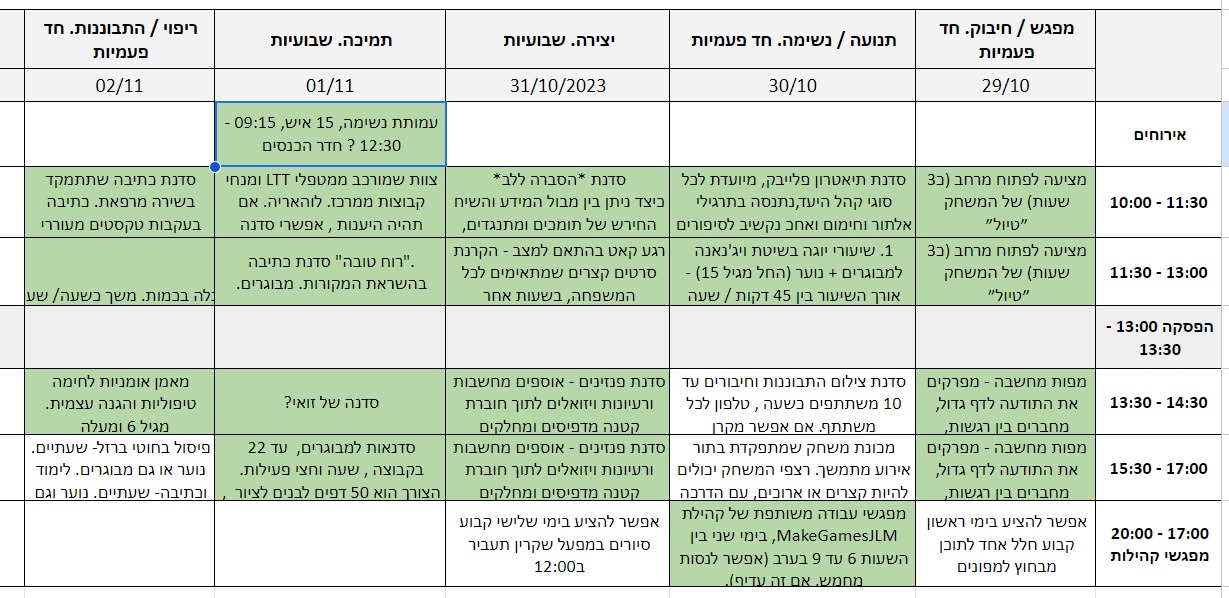 מפגש / חיבוק. חד
פעמיות
תנועה / נשימה. חד פעמיות
יצירה. שבועיות
תמיכה. שבועיות
ריפוי / התבוננות. חד
פעמיות
29/10
30/10
31/10/2023
01/11
02/11
אירוחים
עמותת נשימה, 15 איש, 09:15 -
12:30 ? חדר הכנסים
10:00 - 11:30
מציעה לפתוח מרחב (כ3
שעות) של המשחק
"טיול"
סדנת תיאטרון פלייבק, מיועדת לכל
סוגי קהל היעד,נתנסה בתרגילי
אלתור וחימום ואחכ נקשיב לסיפורים
סדנת *הסברה ללב*
כיצד ניתן בין מבול המידע והשיח
החירש של תומכים ומתנגדים,
צוות שמורכב ממטפלי LTT ומנחי
קבוצות ממרכז. לוהאריה. אם
תהיה היענות , אפשרי סדנה
סדנת כתיבה שתתמקד
בשירה מרפאת. כתיבה
בעקבות טקסטים מעוררי
11:30 - 13:00
מציעה לפתוח מרחב (כ3
שעות) של המשחק
"טיול"
1. שיעורי יוגה בשיטת ויג'נאנה
למבוגרים + נוער (החל מגיל 15) -
אורך השיעור בין 45 דקות / שעה
רגע קאט בהתאם למצב - הקרנת
סרטים קצרים שמתאימים לכל
המשפחה, בשעות אחר
."רוח טובה" סדנת כתיבה
בהשראת המקורות. מבוגרים.
בלה בכמות. משך כשעה/ שע
הפסקה 13:00 -
13:30
13:30 - 14:30
מפות מחשבה - מפרקים
את התודעה לדף גדול,
מחברים בין רגשות,
סדנת צילום התבוננות וחיבורים עד
10 משתתפים כשעה , טלפון לכל
משתתף. אם אפשר מקרן
סדנת פנזינים - אוספים מחשבות
ורעיונות ויזואלים לתוך חוברת
קטנה מדפיסים ומחלקים
סדנה של זואי?
מאמן אומניות לחימה
טיפוליות והגנה עצמית.
מגיל 6 ומעלה
15:30 - 17:00
מפות מחשבה - מפרקים
את התודעה לדף גדול,
מחברים בין רגשות,
מכונת משחק שמתפקדת בתור
אירוע מתמשך. רצפי המשחק יכולים
להיות קצרים או ארוכים, עם הדרכה
סדנת פנזינים - אוספים מחשבות
ורעיונות ויזואלים לתוך חוברת
קטנה מדפיסים ומחלקים
סדנאות למבוגרים, עד 22
בקבוצה , שעה וחצי פעילות.
הצורך הוא 50 דפים לבנים לציור ,
פיסול בחוטי ברזל- שעתיים.
נוער או גם מבוגרים. לימוד
וכתיבה- שעתיים. נוער וגם
17:00 - 20:00
מפגשי קהילות
אפשר להציע בימי ראשון
קבוע חלל אחד לתוכן
מבחוץ למפונים
מפגשי עבודה משותפת של קהילת
MakeGamesJLM, בימי שני בין
השעות 6 עד 9 בערב (אפשר לנסות
מחמש, אם זה עדיף).
אפשר להציע בימי שלישי קבוע
סיורים במפעל שקרין תעביר
ב12:00